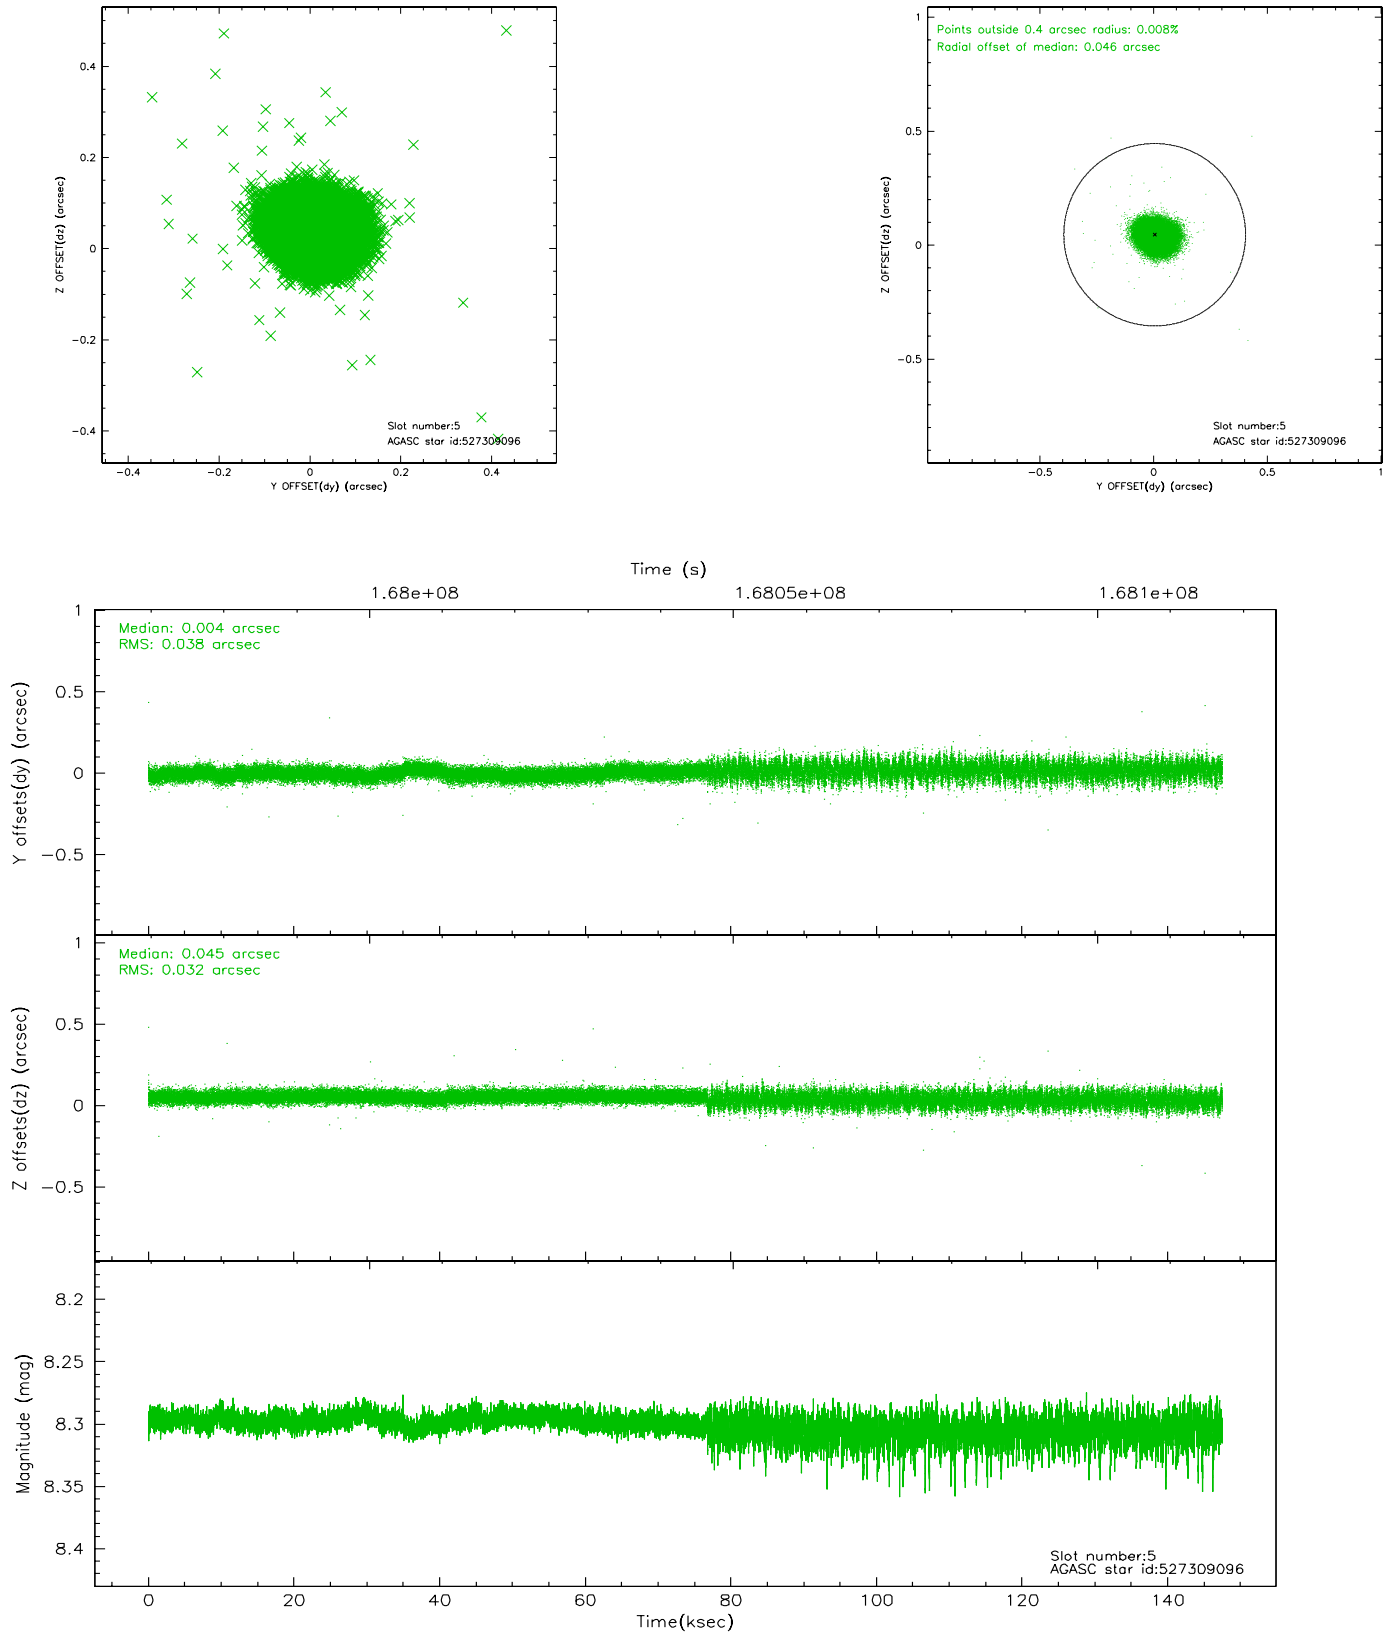 0.4
0.2
0
−0.2
−0.4
Z OFFSET(dz) (arcsec)
Slot number:5
AGASC star id:527309096
−0.4 −0.2 0 0.2 0.4
Y OFFSET(dy) (arcsec)
1
0.5
0
−0.5
Z OFFSET(dz) (arcsec)
Points outside 0.4 arcsec radius: 0.008%
Radial offset of median: 0.046 arcsec
Slot number:5
AGASC star id:527309096
−0.5 0 0.5 1
Y OFFSET(dy) (arcsec)
Time (s)
1.68e+08 1.6805e+08 1.681e+08
1
0.5
0
−0.5
Y offsets(dy) (arcsec)
Median: 0.004 arcsec
RMS: 0.038 arcsec
1
0.5
0
−0.5
Z offsets(dz) (arcsec)
Median: 0.045 arcsec
RMS: 0.032 arcsec
8.2
8.25
8.3
8.35
8.4
Magnitude (mag)
Slot number:5
AGASC star id:527309096
0 20 40 60 80 100 120 140
Time(ksec)